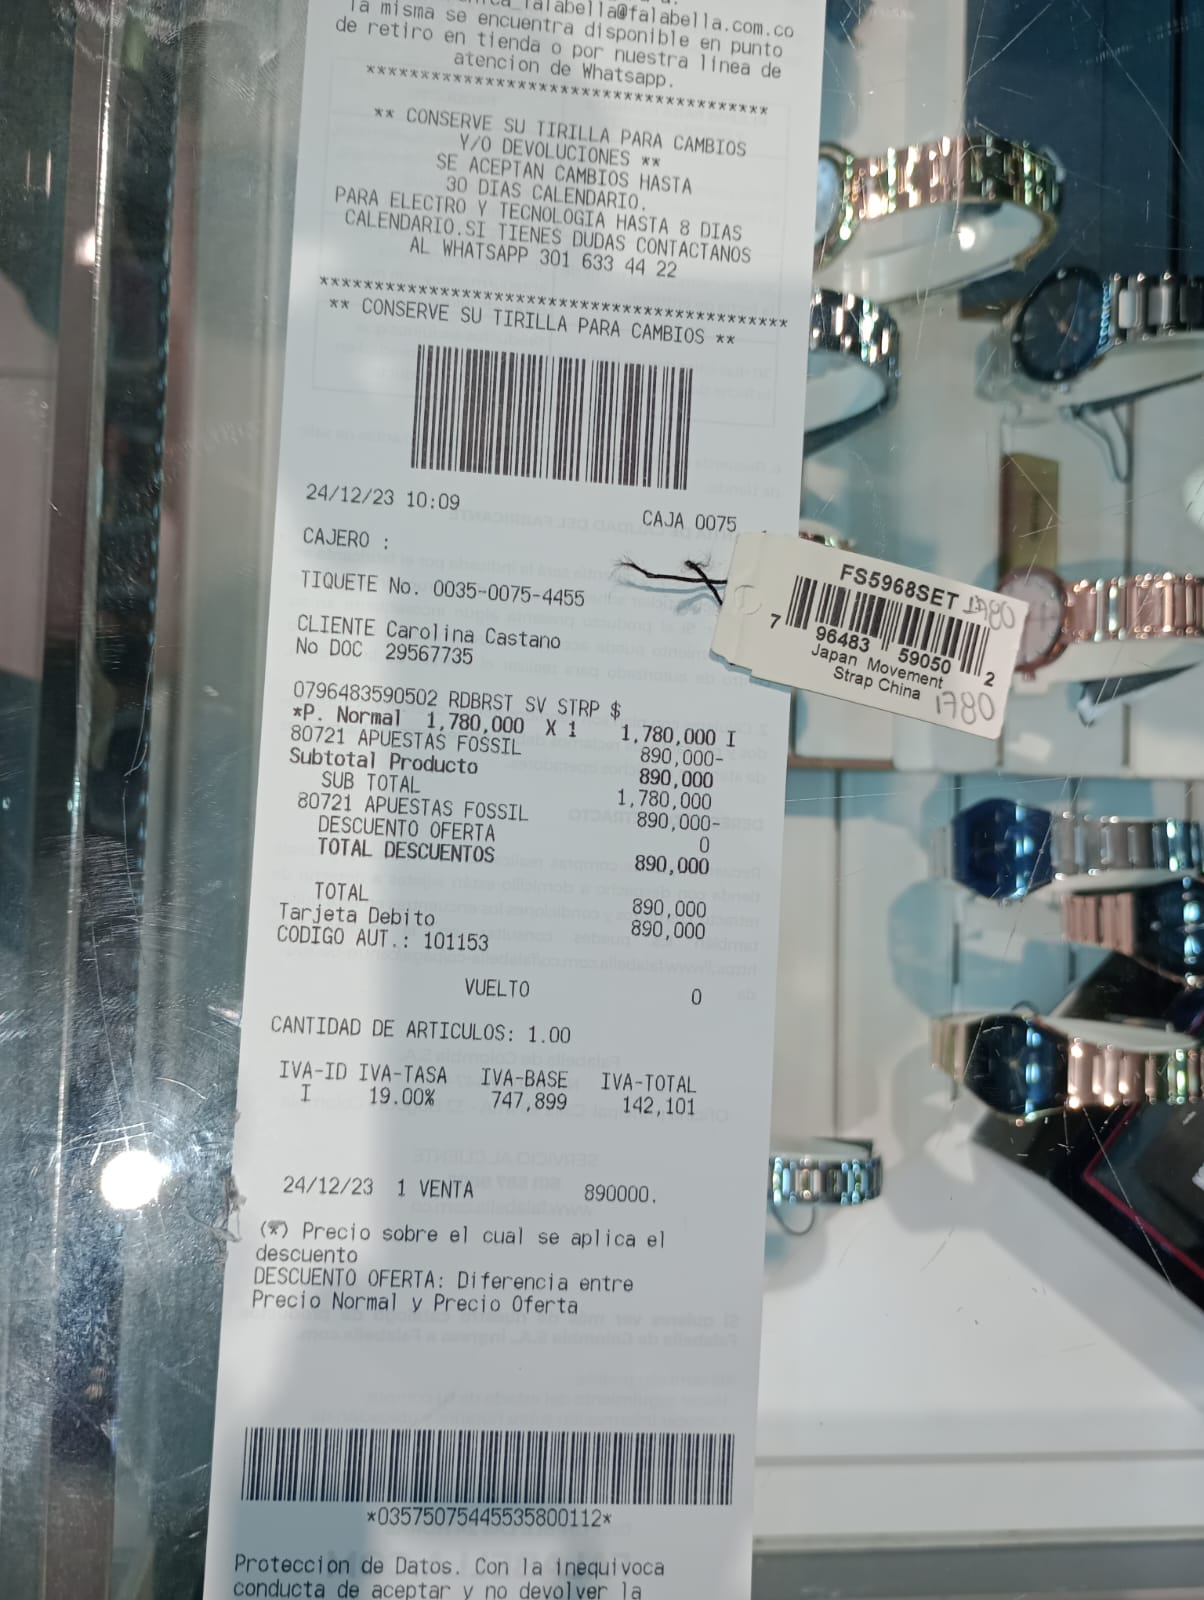 falabella@falabella.com.co
la misma se encuentra disponible en punto
de retiro en tienda o por nuestra linea de
atencion de Whatsapp.
****************************************
** CONSERVE SU TIRILLA PARA CAMBIOS
Y/O DEVOLUCIONES **
SE ACEPTAN CAMBIOS HASTA
30 DIAS CALENDARIO.
PARA ELECTRO Y TECNOLOGIA HASTA 8 DIAS
CALENDARIO.SI TIENES DUDAS CONTACTANOS
AL WHATSAPP 301 633 44 22
****************************************
** CONSERVE SU TIRILLA PARA CAMBIOS **
24/12/23 10:09 CAJA 0075
CAJERO :
TIQUETE No. 0035-0075-4455
CLIENTE Carolina Castano
No DOC 29567735
0796483590502 RDBRST SV STRP $
*P. Normal 1,780,000 X 1 1,780,000 I
80721 APUESTAS FOSSIL 890,000-
Subtotal Producto 890,000
SUB TOTAL 1,780,000
80721 APUESTAS FOSSIL 890,000-
DESCUENTO OFERTA 0
TOTAL DESCUENTOS 890,000
TOTAL 890,000
Tarjeta Debito 890,000
CODIGO AUT.: 101153
VUELTO 0
CANTIDAD DE ARTICULOS: 1.00
IVA-ID IVA-TASA IVA-BASE IVA-TOTAL
I 19.00% 747,899 142,101
24/12/23 1 VENTA 890000.
(*) Precio sobre el cual se aplica el
descuento
DESCUENTO OFERTA: Diferencia entre
Precio Normal y Precio Oferta
*03575075445535800112*
Proteccion de Datos. Con la inequivoca
conducta de aceptar y no devolver la
FS5968SET 1780
7 96483 59050 2
Japan Movement
Strap China 1780